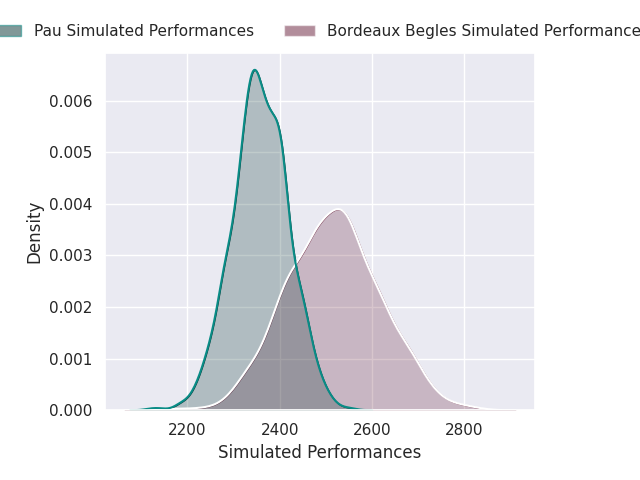 Pau Simulated Performances
Bordeaux Begles Simulated Performance
0.006
0.005
0.004
0.003
0.002
0.001
0.000
Density
2200
2400
2600
2800
Simulated Performances